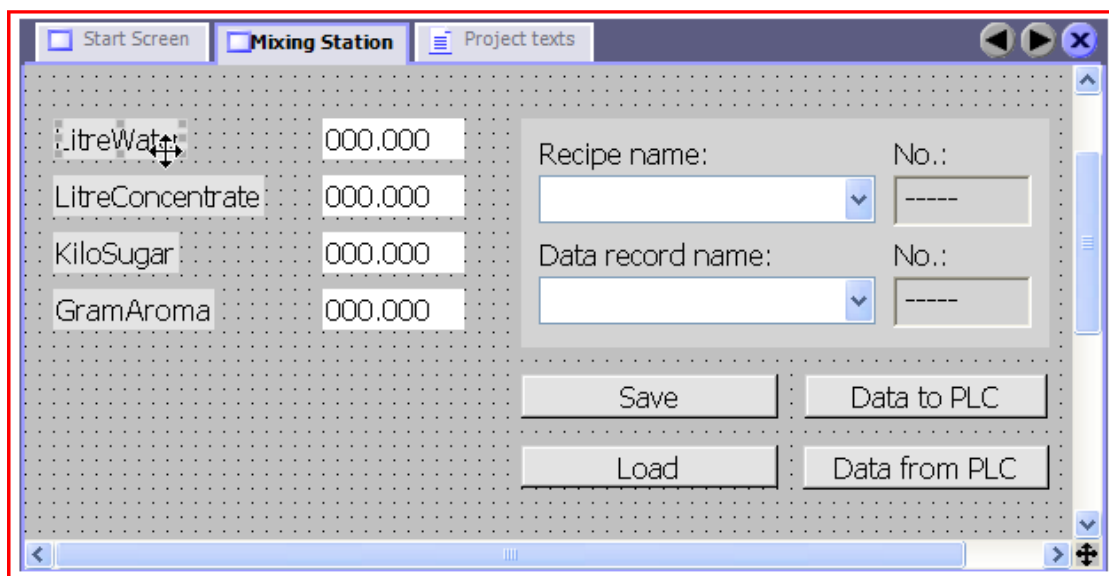 Start Screen
Mixing Station
Project texts
LitreWater
000.000
LitreConcentrate
000.000
KiloSugar
000.000
GramAroma
000.000
Recipe name:
No.:
-----
Data record name:
No.:
-----
Save
Data to PLC
Load
Data from PLC